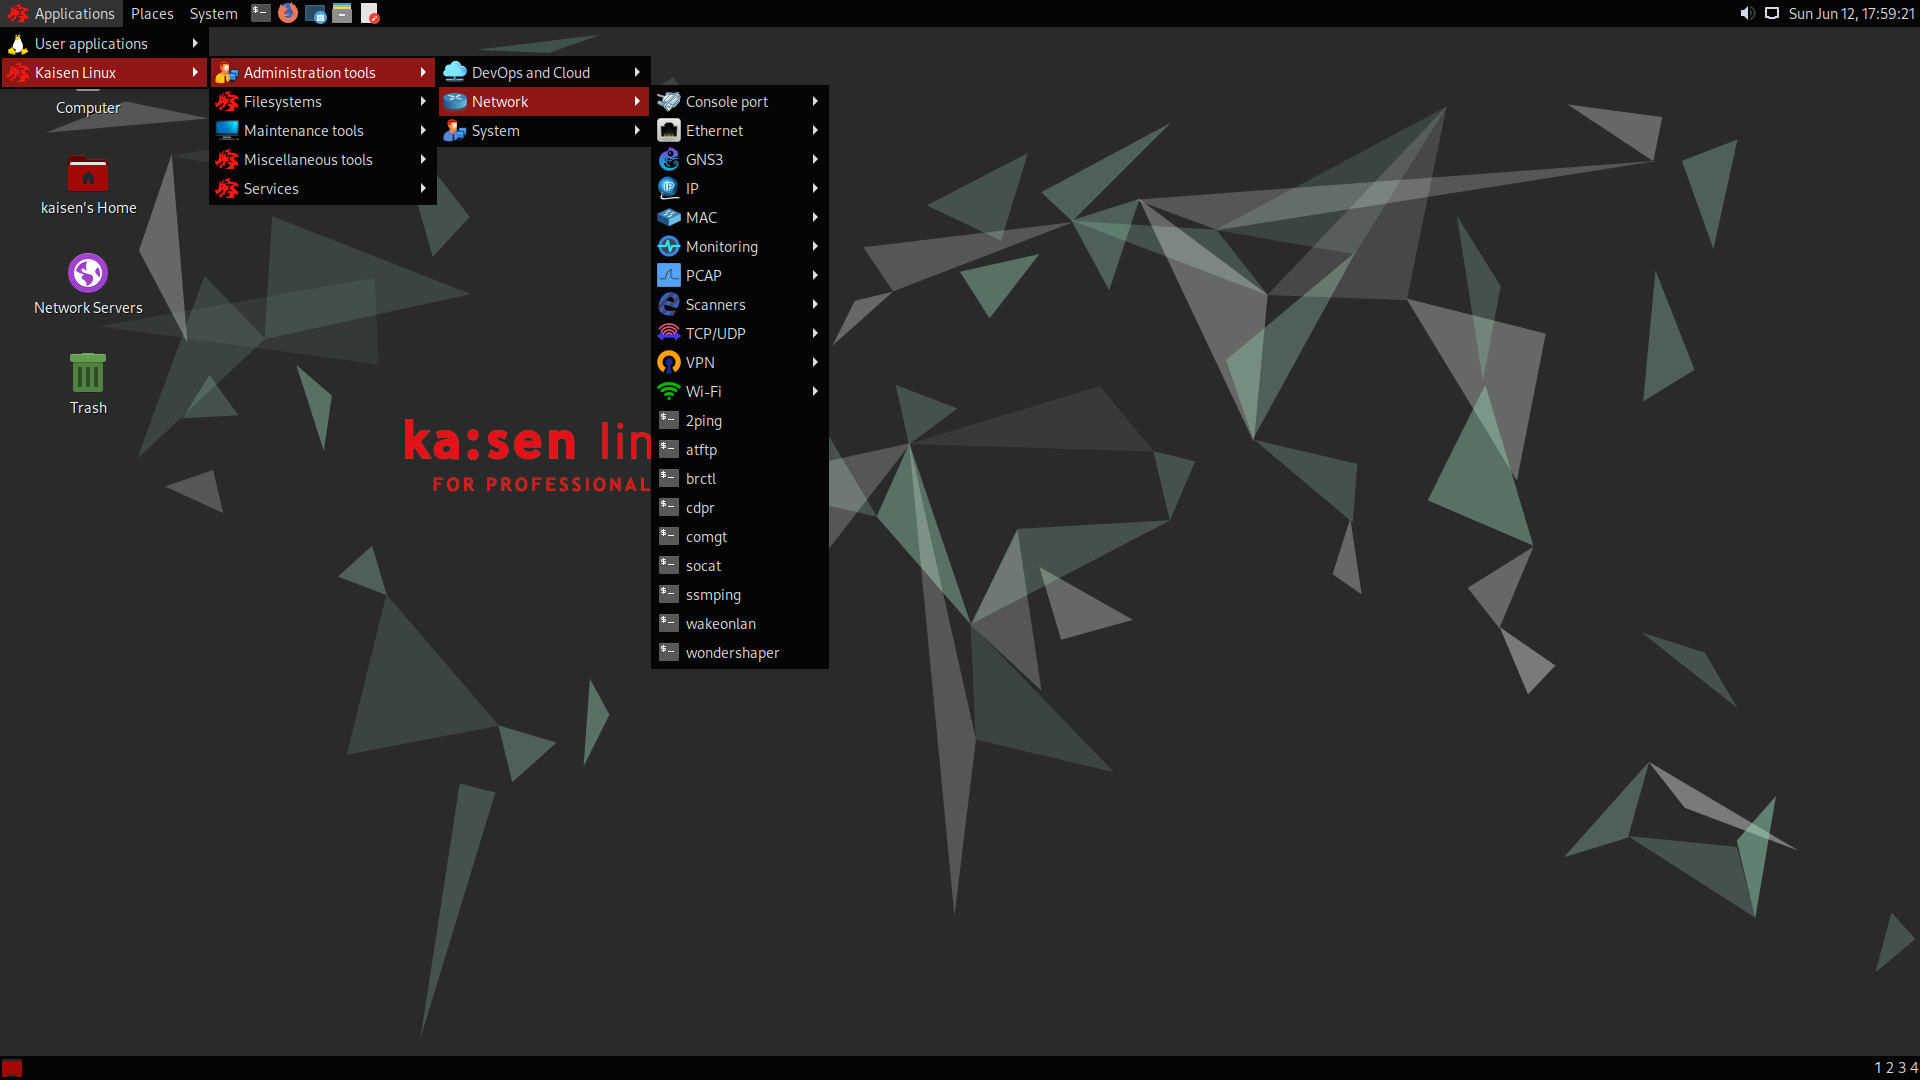 Applications Places System
Sun Jun 12, 17:59:21
User applications
Kaisen Linux
Administration tools
Filesystems
Maintenance tools
Miscellaneous tools
Services
DevOps and Cloud
Network
System
Console port
Ethernet
GNS3
IP
MAC
Monitoring
PCAP
Scanners
TCP/UDP
VPN
Wi-Fi
2ping
atftp
brctl
cdpr
comgt
socat
ssmping
wakeonlan
wondershaper
Computer
kaisen's Home
Network Servers
Trash
ka:sen lin
FOR PROFESSIONAL
1 2 3 4